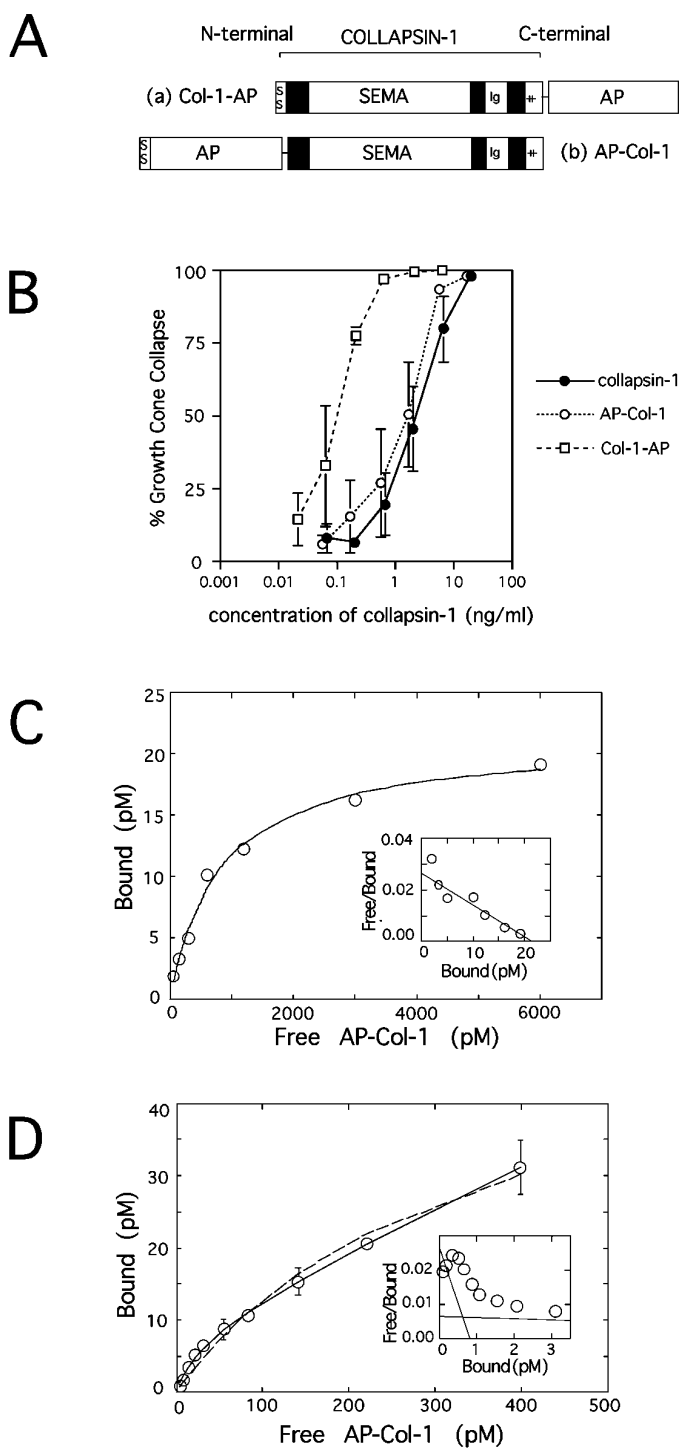 A
N-terminal COLLAPSIN-1 C-terminal
(a) Col-1-AP SS SEMA Ig AP
SS AP SEMA Ig (b) AP-Col-1
B
% Growth Cone Collapse
100
75
50
25
0
0.001 0.01 0.1 1 10 100
concentration of collapsin-1 (ng/ml)
collapsin-1
AP-Col-1
Col-1-AP
C
Bound (pM)
25
20
15
10
5
0
0 2000 4000 6000
Free AP-Col-1 (pM)
Free/Bound
0.04
0.02
0.00
0 10 20
Bound(pM)
D
Bound (pM)
40
30
20
10
0
0 100 200 300 400 500
Free AP-Col-1 (pM)
Free/Bound
0.02
0.01
0.00
0 1 2 3
Bound(pM)